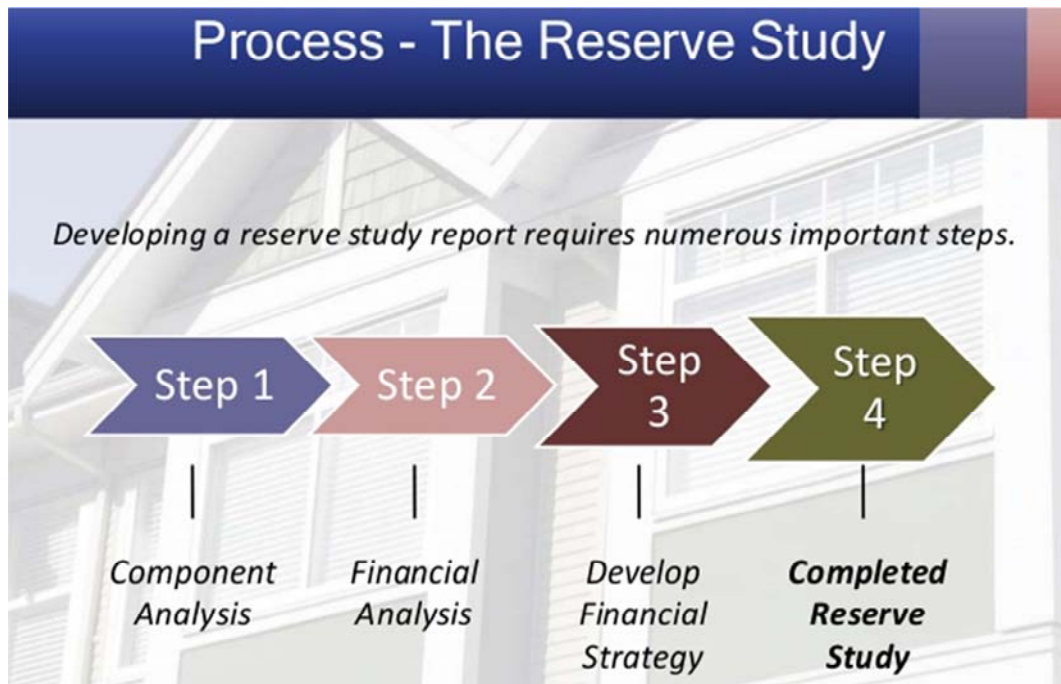 Process - The Reserve Study
Developing a reserve study report requires numerous important steps.
Step 1
Step 2
Step
3
Step
4
Component
Analysis
Financial
Analysis
Develop
Financial
Strategy
Completed
Reserve
Study